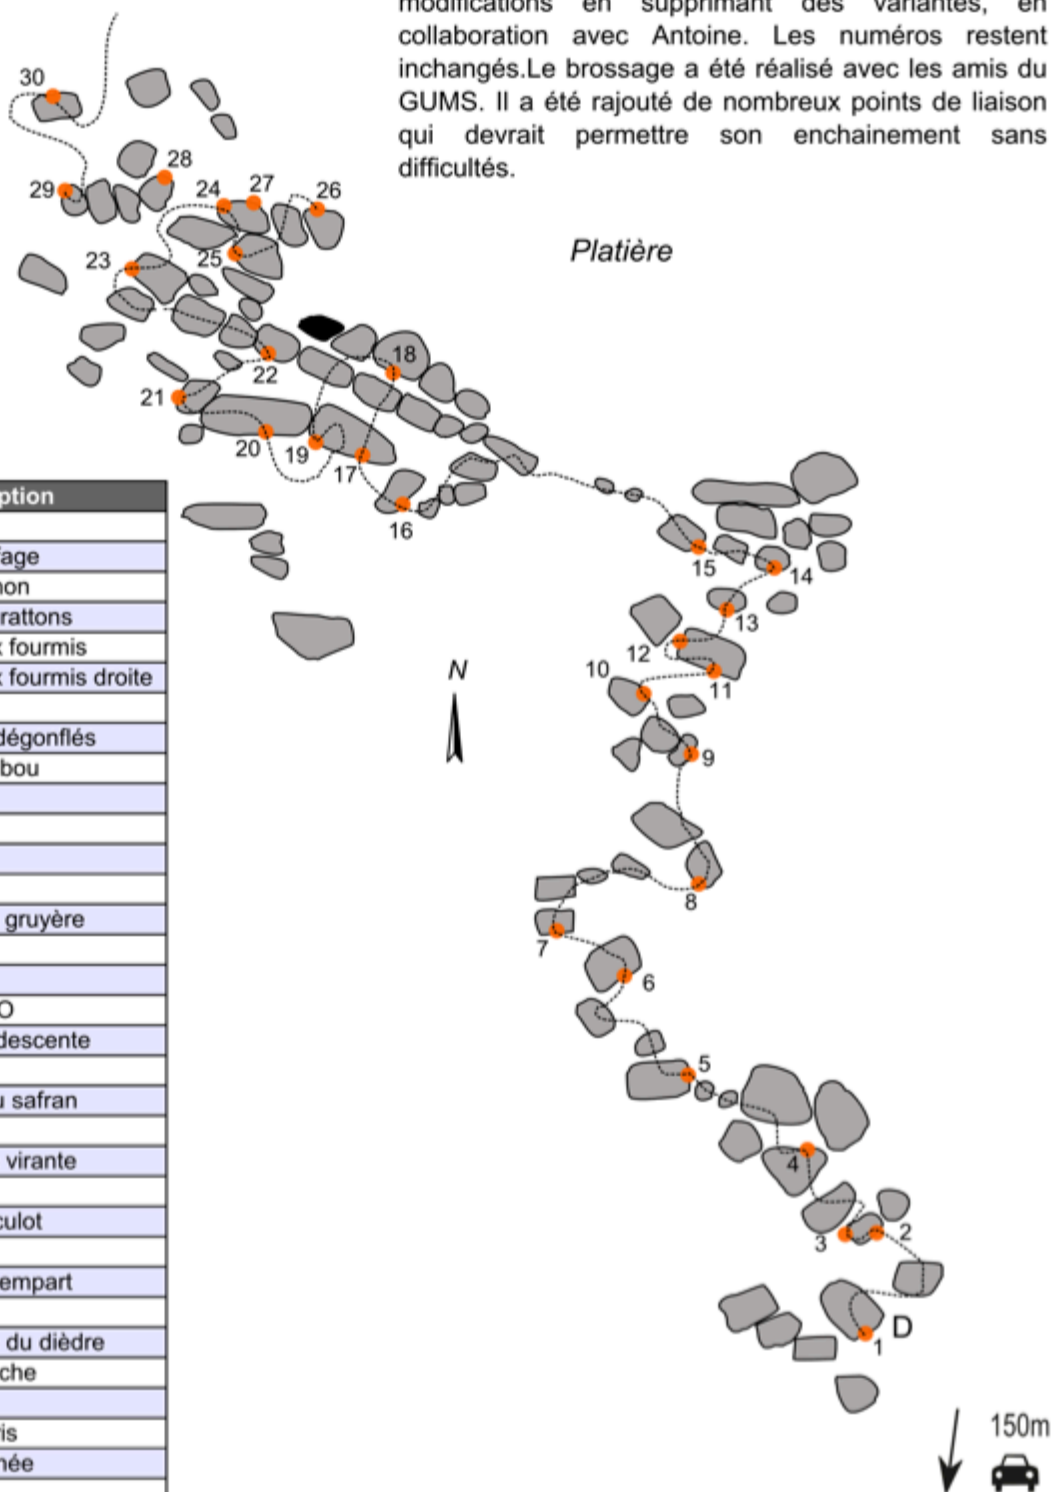 modifications en supprimant des variantes, en
collaboration avec Antoine. Les numéros restent
inchangés.Le brossage a été réalisé avec les amis du
GUMS. Il a été rajouté de nombreux points de liaison
qui devrait permettre son enchainement sans
difficultés.
30
28
29
24
27
26
25
23
Platière
18
22
21
20
19
17
16
15
14
13
12
11
10
9
8
7
6
5
4
3
2
1
D
N
150m
ption
fage
non
rattons
x fourmis
x fourmis droite
dégonflés
bou
gruyère
O
descente
u safran
virante
culot
empart
du dièdre
che
ris
née